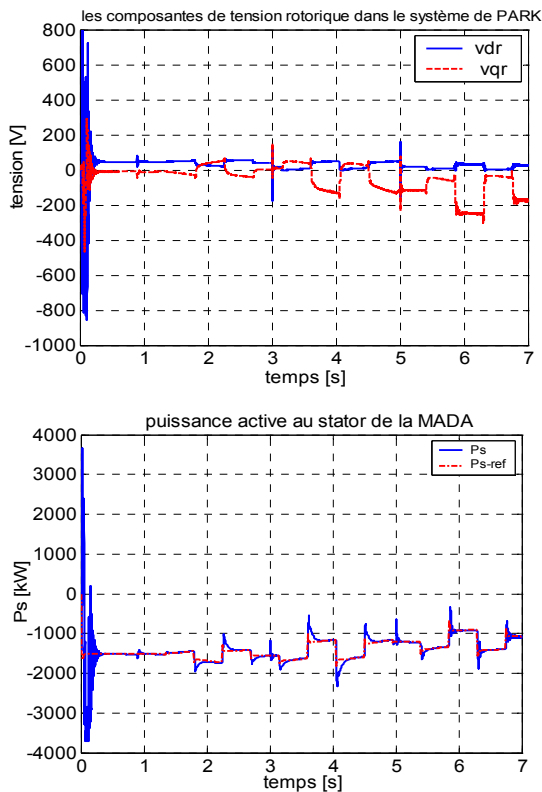 les composantes de tension rotorique dans le système de PARK
800
600
400
200
0
-200
-400
-600
-800
-1000
tension [V]
vdr
vqr
0 1 2 3 4 5 6 7
temps [s]
puissance active au stator de la MADA
4000
3000
2000
1000
0
-1000
-2000
-3000
-4000
Ps [kW]
Ps
Ps-ref
0 1 2 3 4 5 6 7
temps [s]